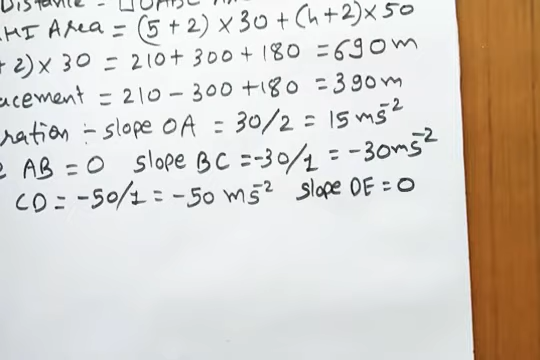 Distance = □OABC
HI Area = (5+2) × 30 + (h+2) × 50
+2) × 30 = 210 + 300 + 180 = 690 m
acement = 210 - 300 + 180 = 390 m
ration :- slope OA = 30/2 = 15 ms⁻²
AB = 0 slope BC = -30/1 = -30 ms⁻²
CD = -50/1 = -50 ms⁻² slope DE = 0